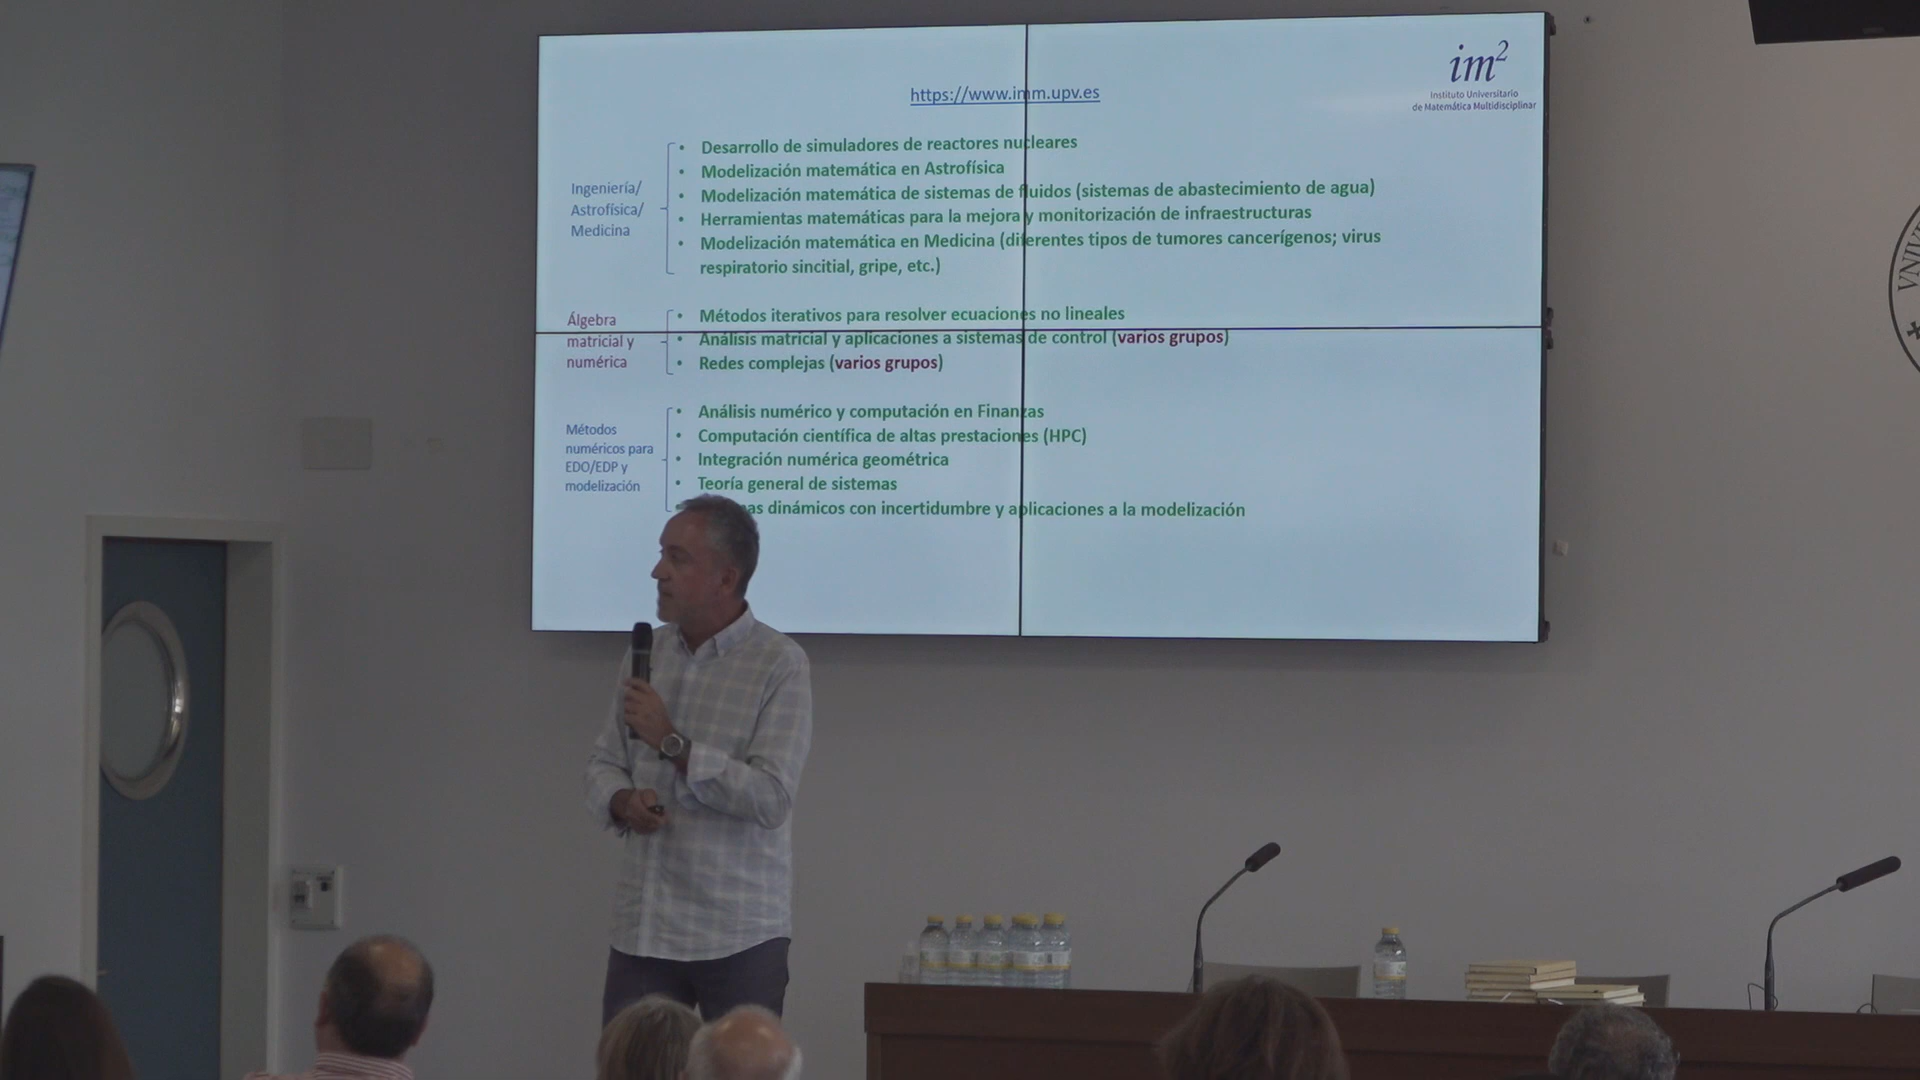 im²
Instituto Universitario
de Matemática Multidisciplinar
https://www.imm.upv.es
Ingeniería/
Astrofísica/
Medicina
• Desarrollo de simuladores de reactores nucleares
• Modelización matemática en Astrofísica
• Modelización matemática de sistemas de fluidos (sistemas de abastecimiento de agua)
• Herramientas matemáticas para la mejora y monitorización de infraestructuras
• Modelización matemática en Medicina (diferentes tipos de tumores cancerígenos; virus
respiratorio sincitial, gripe, etc.)
Álgebra
matricial y
numérica
• Métodos iterativos para resolver ecuaciones no lineales
• Análisis matricial y aplicaciones a sistemas de control (varios grupos)
• Redes complejas (varios grupos)
Métodos
numéricos para
EDO/EDP y
modelización
• Análisis numérico y computación en Finanzas
• Computación científica de altas prestaciones (HPC)
• Integración numérica geométrica
• Teoría general de sistemas
dinámicos con incertidumbre y aplicaciones a la modelización